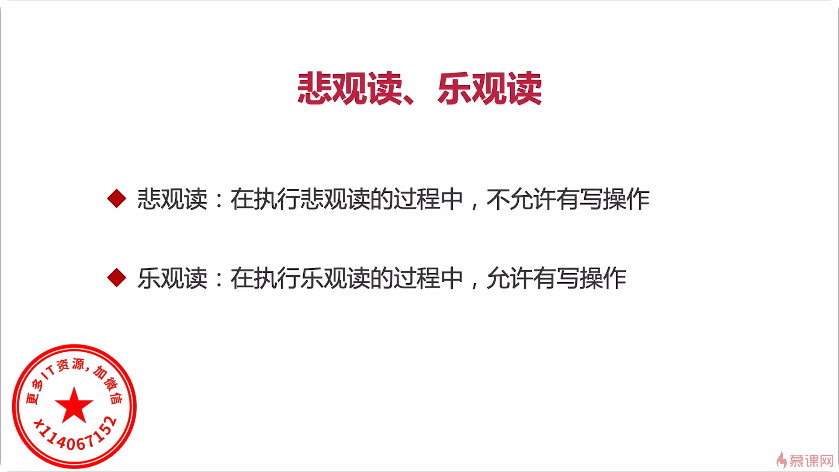 悲观读、乐观读
悲观读：在执行悲观读的过程中，不允许有写操作
乐观读：在执行乐观读的过程中，允许有写操作
更多IT资源，加微信
x114067152
慕课网